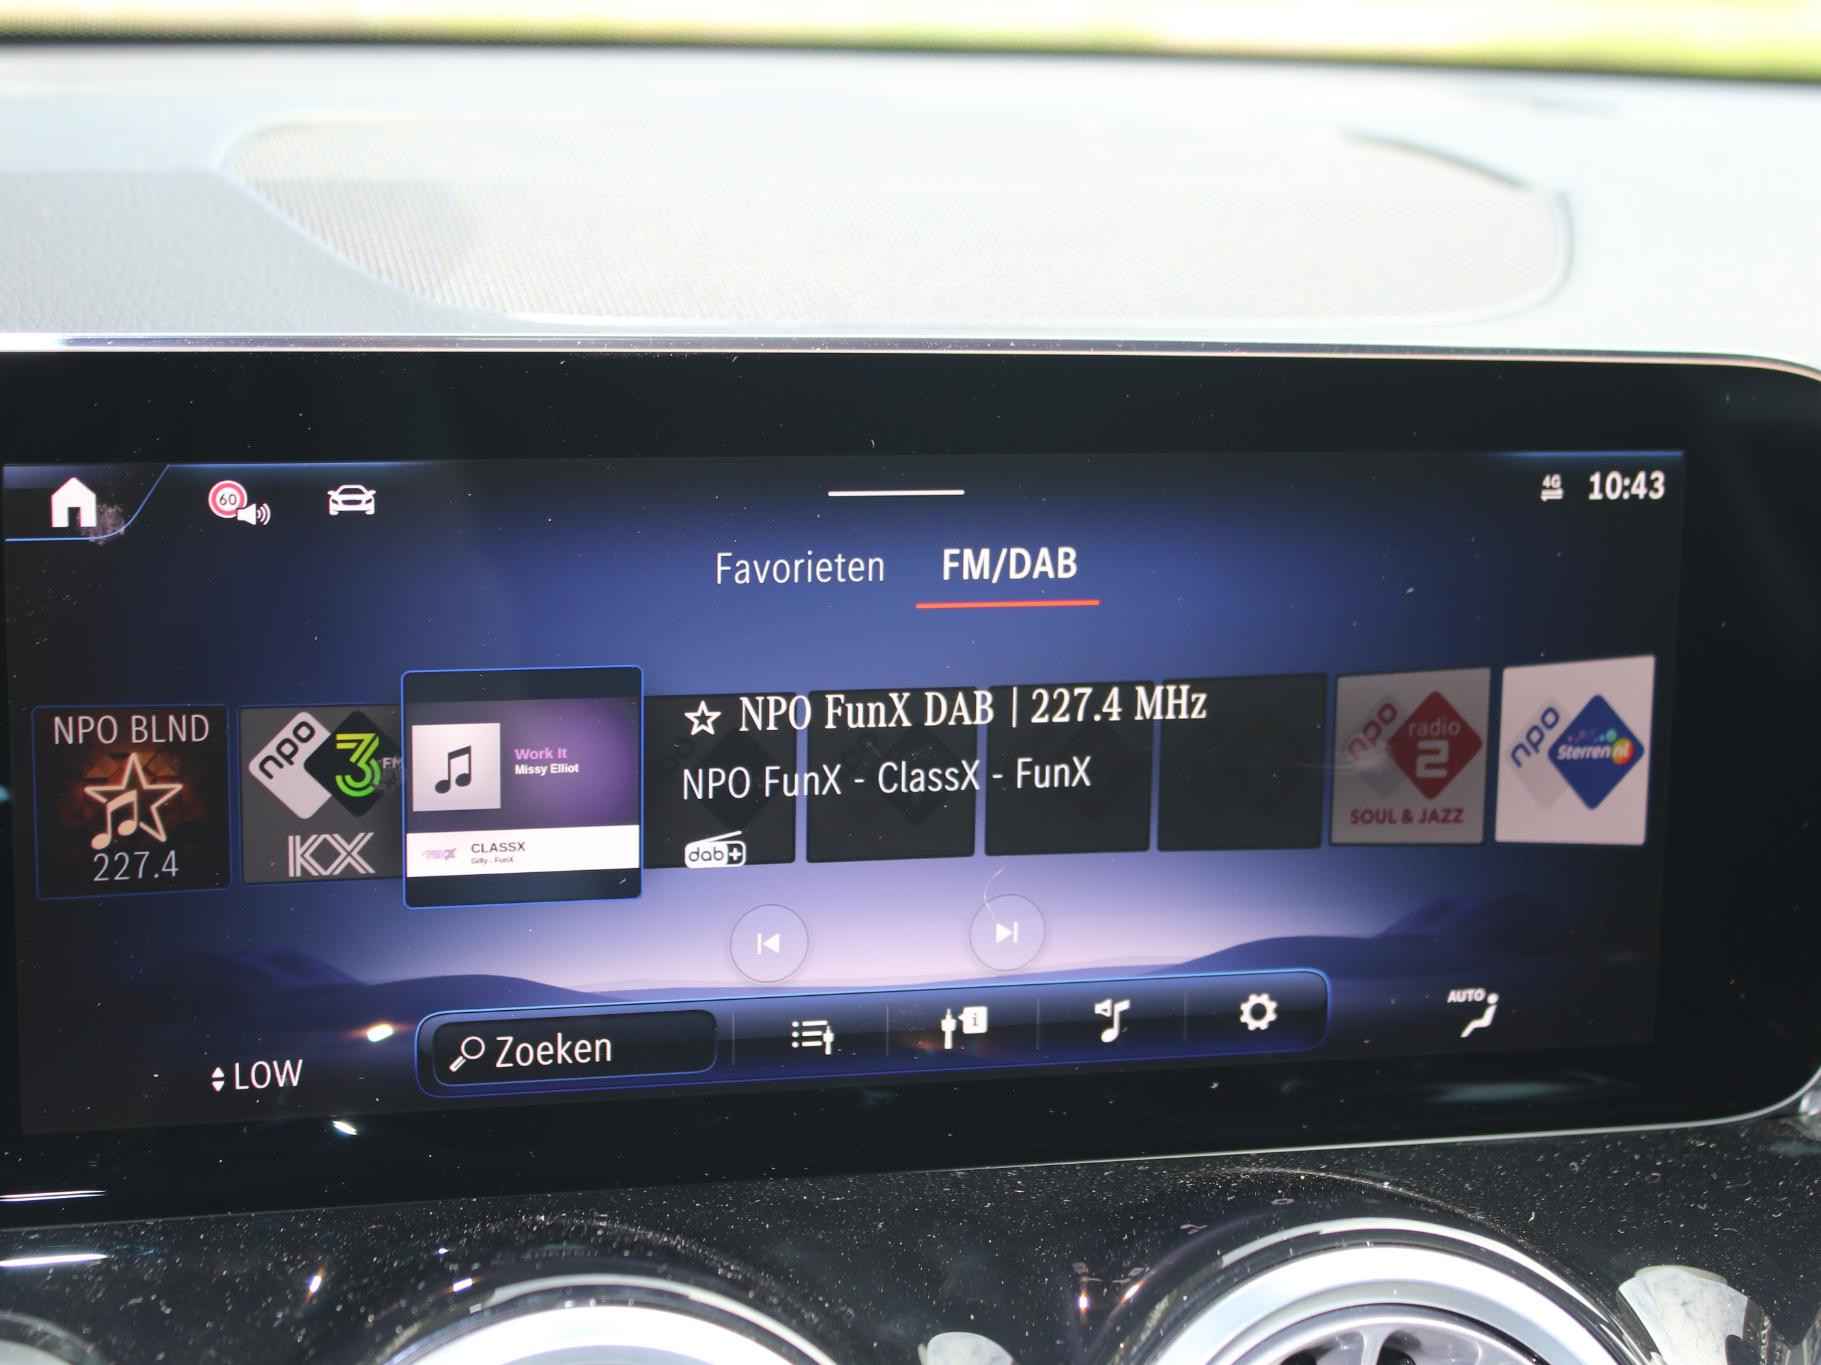 60
4G
10:43
Favorieten
FM/DAB
NPO BLND
227.4
npo
3
FM
KX
Work It
Missy Elliot
CLASSX
☆ NPO FunX DAB | 227.4 MHz
NPO FunX - ClassX - FunX
dab+
npo
radio
2
SOUL & JAZZ
npo
Sterren nl
LOW
Zoeken
i
AUTO